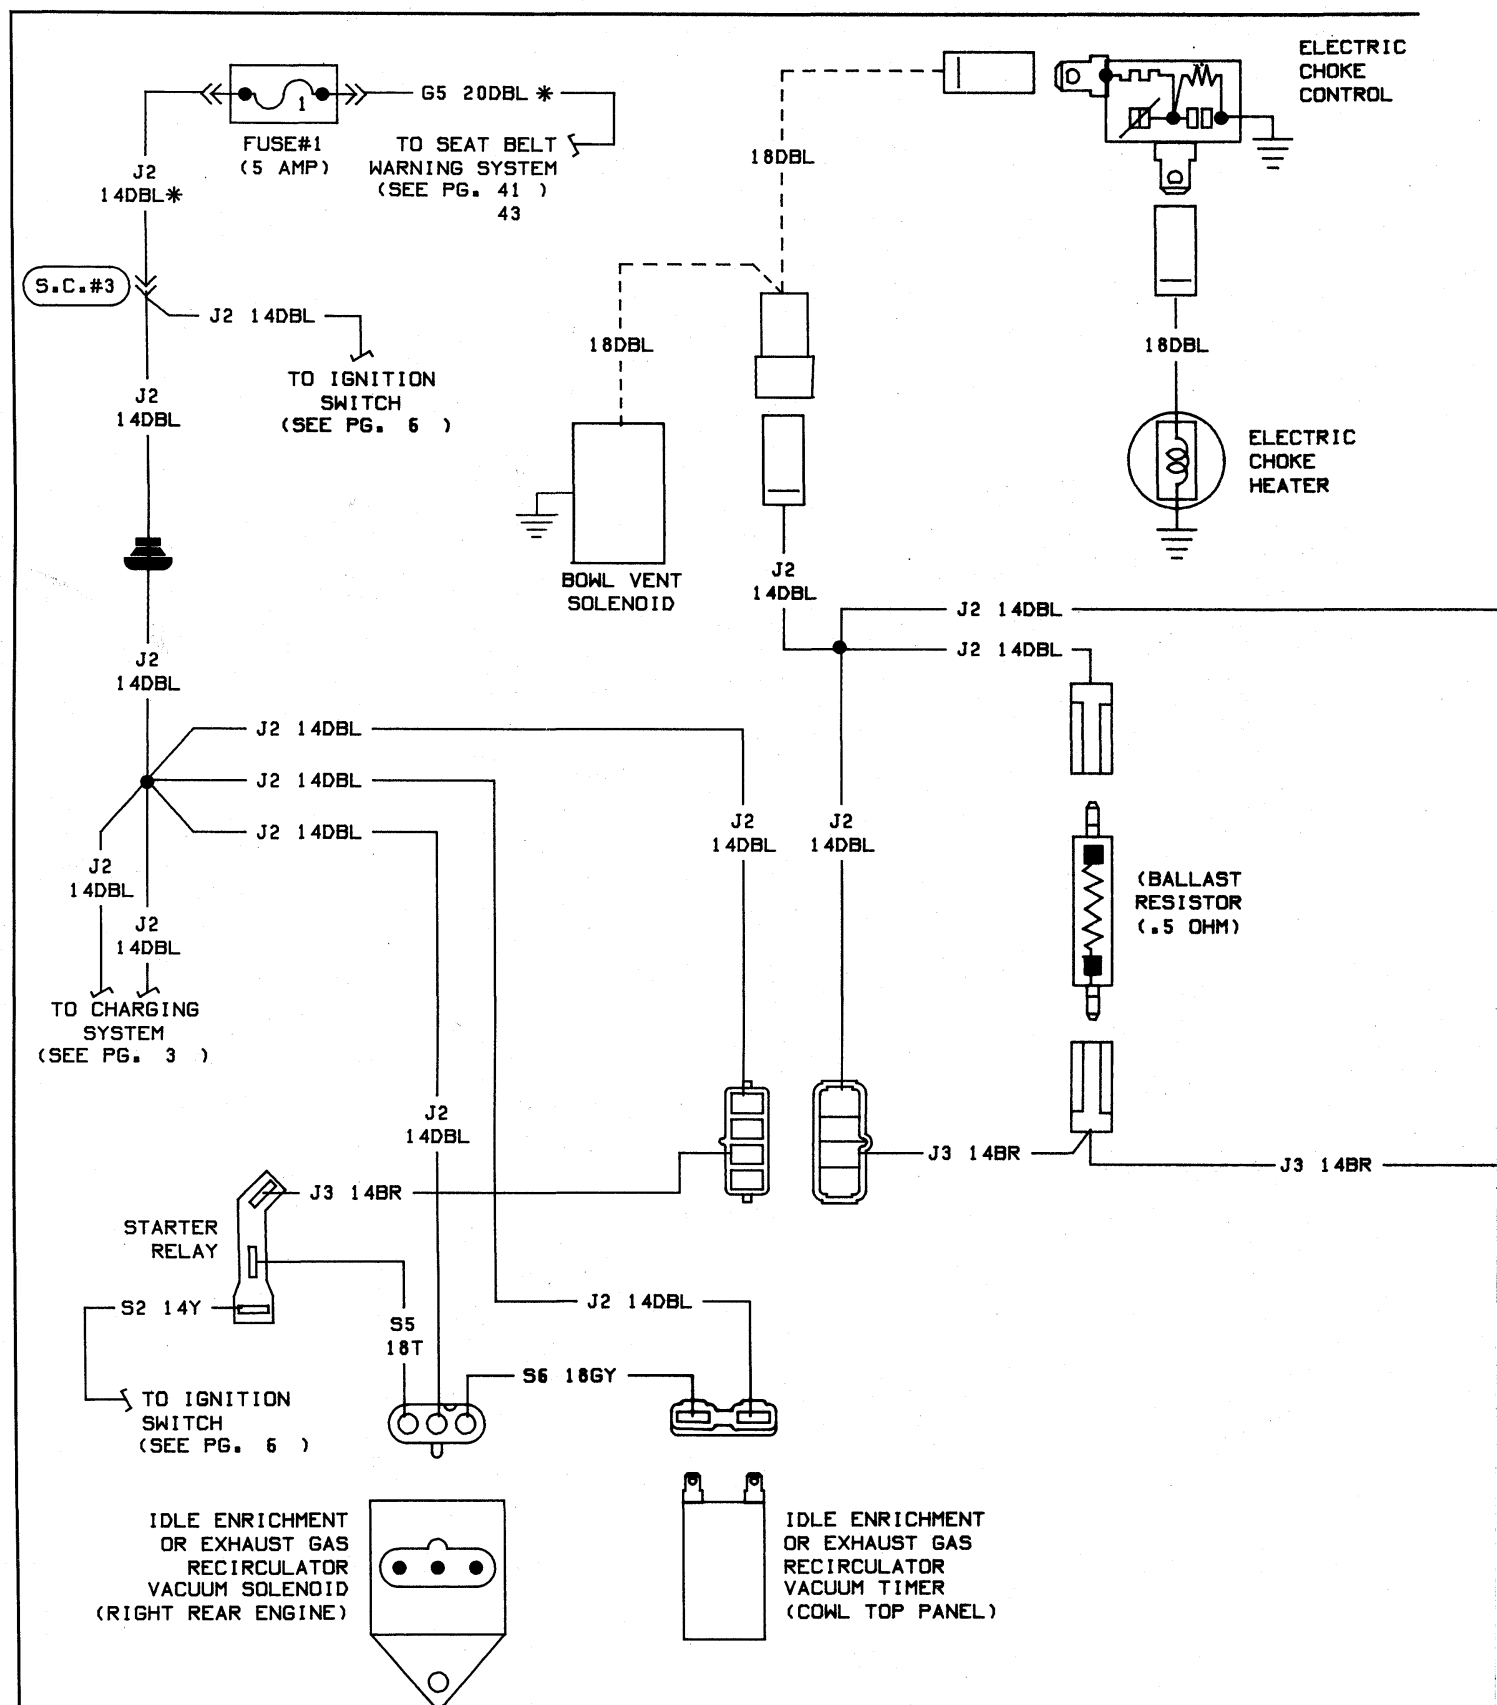 ELECTRIC
CHOKE
CONTROL
1
G5 20DBL *
FUSE#1
(5 AMP)
TO SEAT BELT
WARNING SYSTEM
(SEE PG. 41 )
43
J2
14DBL*
18DBL
S.C.#3
J2 14DBL
TO IGNITION
SWITCH
(SEE PG. 6 )
18DBL
18DBL
J2
14DBL
ELECTRIC
CHOKE
HEATER
BOWL VENT
SOLENOID
J2
14DBL
J2 14DBL
J2 14DBL
J2
14DBL
J2 14DBL
J2 14DBL
J2 14DBL
J2
14DBL
J2
14DBL
J2
14DBL
J2
14DBL
(BALLAST
RESISTOR
(.5 OHM)
TO CHARGING
SYSTEM
(SEE PG. 3 )
J2
14DBL
J3 14BR
J3 14BR
J3 14BR
STARTER
RELAY
S2 14Y
S5
18T
J2 14DBL
S6 18GY
TO IGNITION
SWITCH
(SEE PG. 6 )
IDLE ENRICHMENT
OR EXHAUST GAS
RECIRCULATOR
VACUUM SOLENOID
(RIGHT REAR ENGINE)
IDLE ENRICHMENT
OR EXHAUST GAS
RECIRCULATOR
VACUUM TIMER
(COWL TOP PANEL)